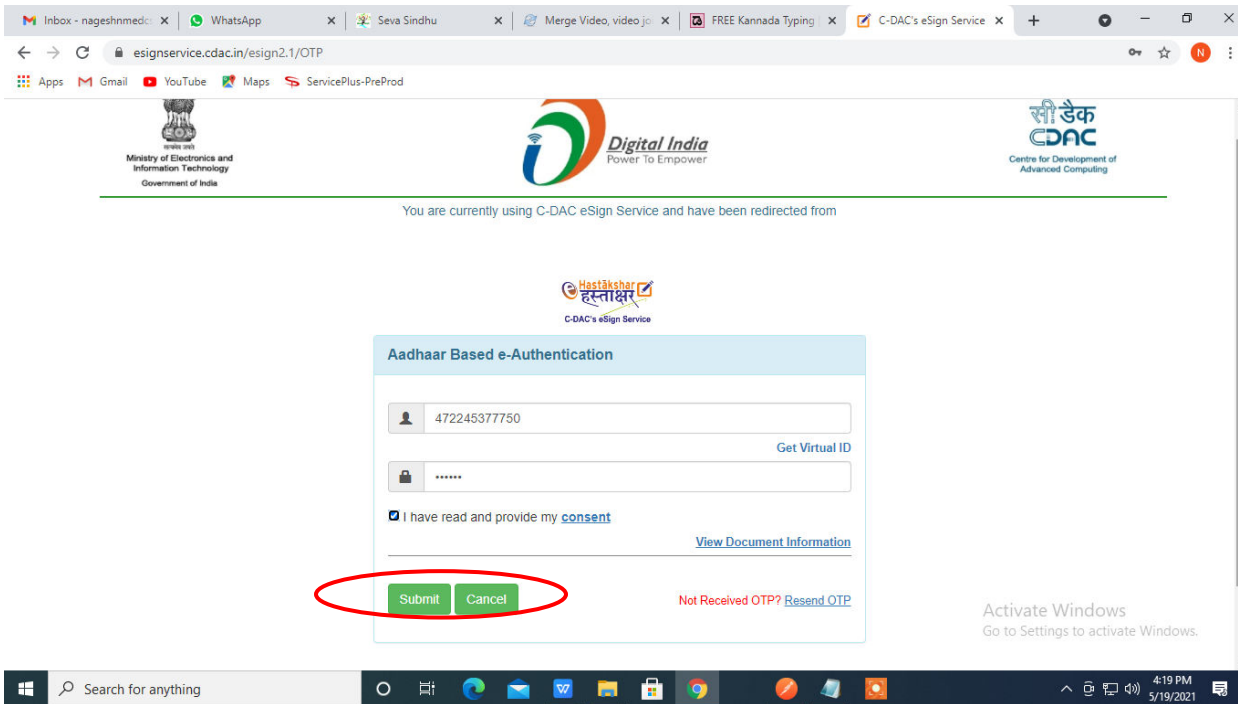 Inbox - nageshnmedc
WhatsApp
Seva Sindhu
Merge Video, video jo
FREE Kannada Typing
C-DAC's eSign Service
esignservice.cdac.in/esign2.1/OTP
N
Apps
Gmail
YouTube
Maps
ServicePlus-PreProd
Ministry of Electronics and
Information Technology
Government of India
Digital India
Power To Empower
सी डैक
CDAC
Centre for Development of
Advanced Computing
You are currently using C-DAC eSign Service and have been redirected from
e Hastākshar
हस्ताक्षर
C-DAC's eSign Service
Aadhaar Based e-Authentication
472245377750
Get Virtual ID
••••••
I have read and provide my consent
View Document Information
Submit
Cancel
Not Received OTP? Resend OTP
Activate Windows
Go to Settings to activate Windows.
Search for anything
4:19 PM
5/19/2021